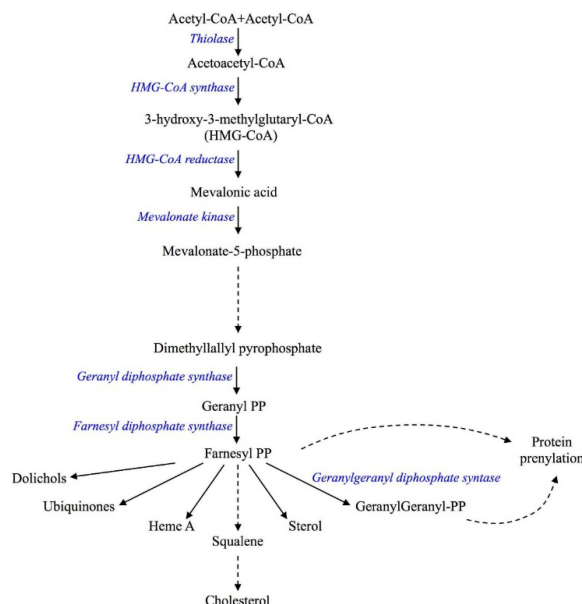 Acetyl-CoA+Acetyl-CoA
Thiolase
Acetoacetyl-CoA
HMG-CoA synthase
3-hydroxy-3-methylglutaryl-CoA
(HMG-CoA)
HMG-CoA reductase
Mevalonic acid
Mevalonate kinase
Mevalonate-5-phosphate
Dimethyllallyl pyrophosphate
Geranyl diphosphate synthase
Geranyl PP
Farnesyl diphosphate synthase
Farnesyl PP
Protein
prenylation
Geranylgeranyl diphosphate syntase
Dolichols
Ubiquinones
GeranylGeranyl-PP
Heme A
Sterol
Squalene
Cholesterol